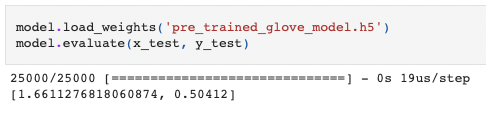 model.load_weights('pre_trained_glove_model.h5')
model.evaluate(x_test, y_test)
25000/25000 [==============================] - 0s 19us/step
[1.6611276818060874, 0.50412]